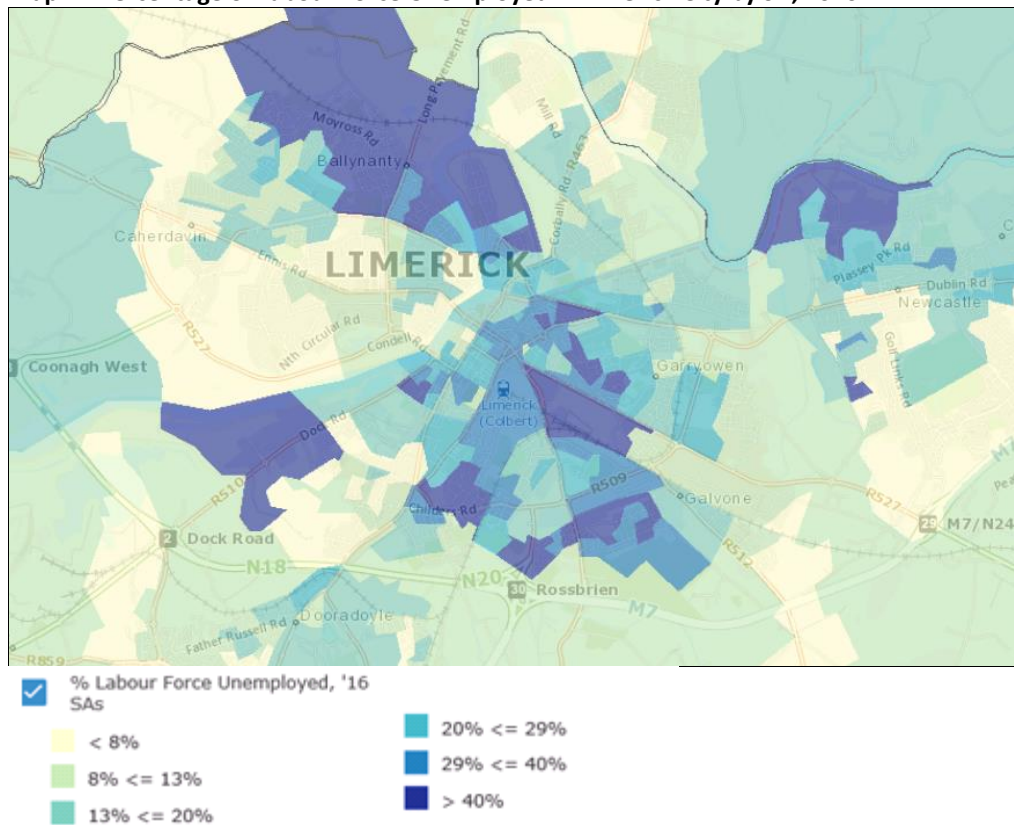 Long Pavement Rd
Moyross Rd
Mill Rd
Ballynanty
Corbally Rd
R463
Caherdavin
Ennis Rd
LIMERICK
Plassey Pk Rd
Dublin Rd
Newcastle
R527
Nth Circular Rd
Condell Rd
Coonagh West
Garryowen
Golf Links Rd
Limerick
(Colbert)
Dock Rd
R510
R509
Childers Rd
Galvone
R527
M7
29 M7/N24
2 Dock Road
R512
N18
N20
30 Rossbrien
M7
Dooradoyle
Father Russell Rd
R859
% Labour Force Unemployed, '16
SAs
< 8%
8% <= 13%
13% <= 20%
20% <= 29%
29% <= 40%
> 40%